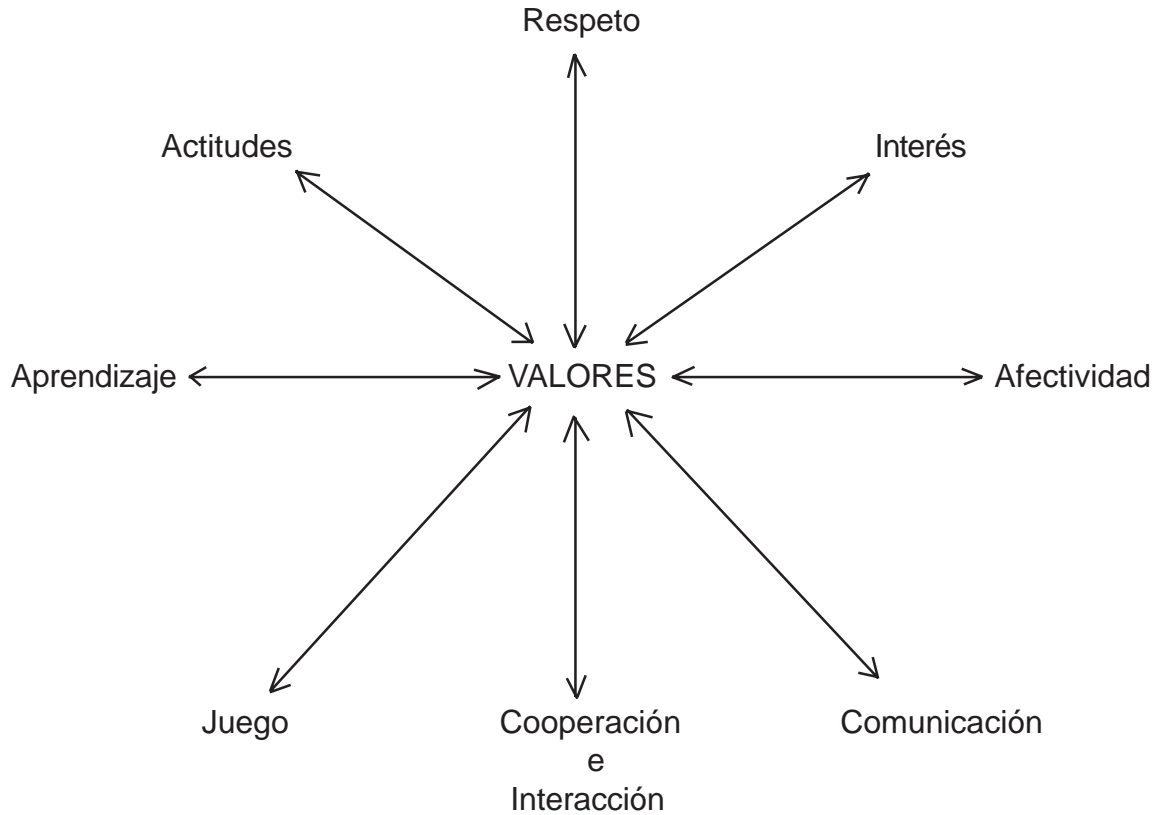 Respeto
Actitudes
Interés
Aprendizaje
VALORES
Afectividad
Juego
Cooperación
e
Interacción
Comunicación